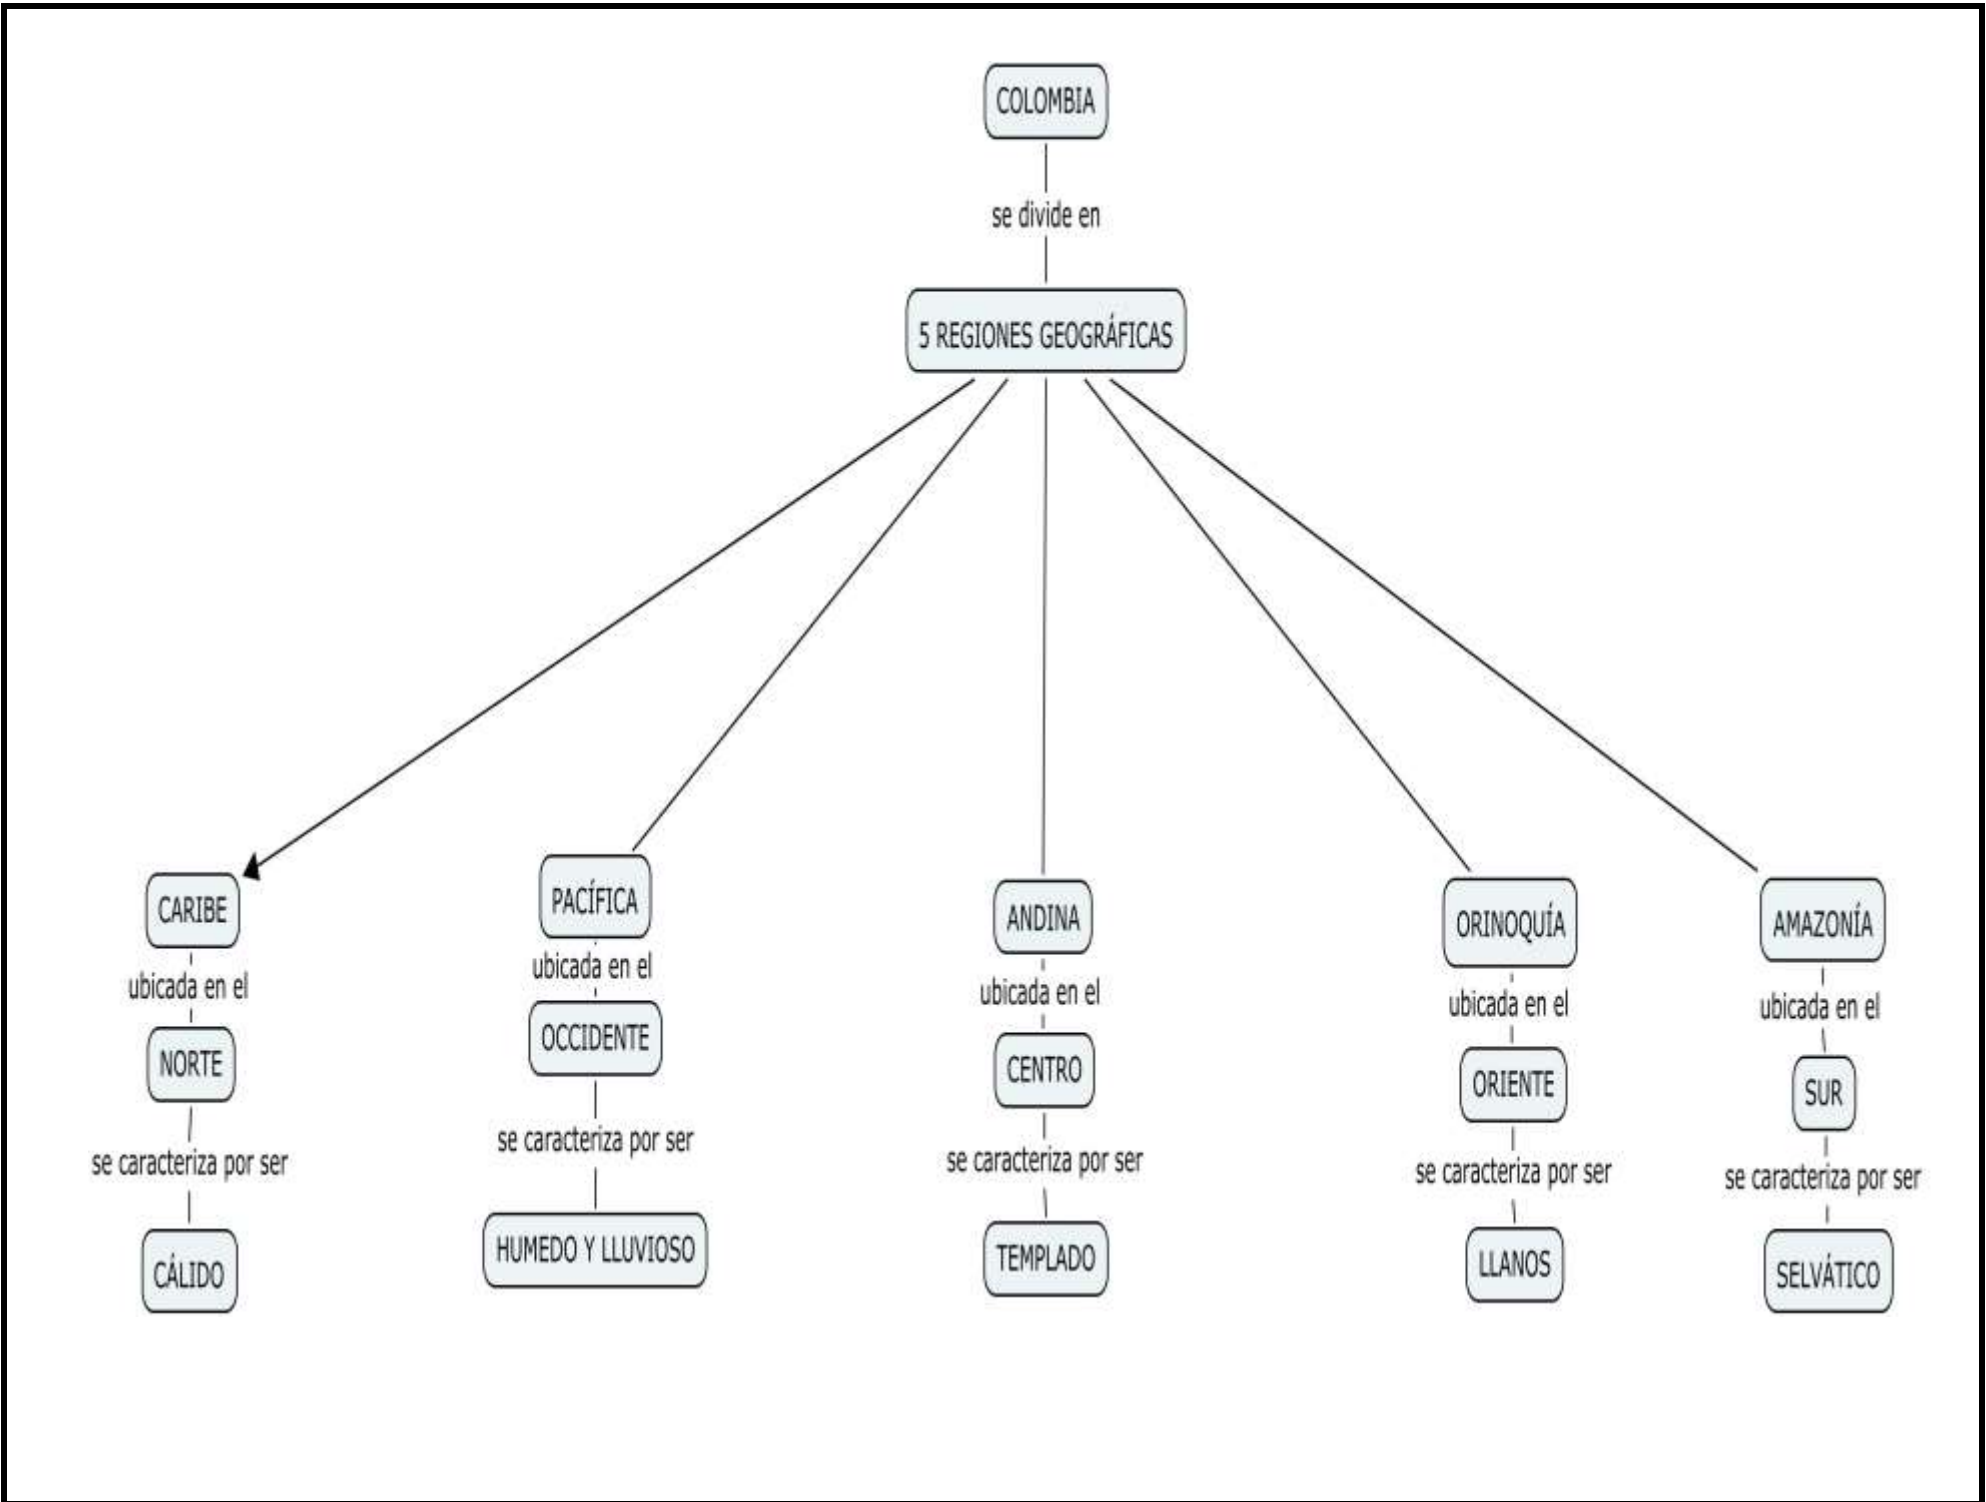 COLOMBIA
se divide en
5 REGIONES GEOGRÁFICAS
CARIBE
ubicada en el
NORTE
se caracteriza por ser
CÁLIDO
PACÍFICA
ubicada en el
OCCIDENTE
se caracteriza por ser
HUMEDO Y LLUVIOSO
ANDINA
ubicada en el
CENTRO
se caracteriza por ser
TEMPLADO
ORINOQUÍA
ubicada en el
ORIENTE
se caracteriza por ser
LLANOS
AMAZONÍA
ubicada en el
SUR
se caracteriza por ser
SELVÁTICO